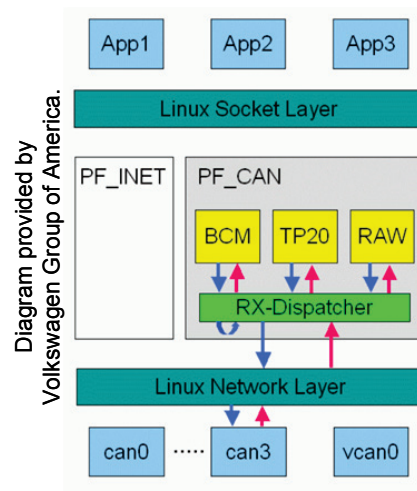 Diagram provided by
Volkswagen Group of America.
App1 App2 App3
Linux Socket Layer
PF_INET PF_CAN
BCM TP20 RAW
RX-Dispatcher
Linux Network Layer
can0 ····· can3 vcan0